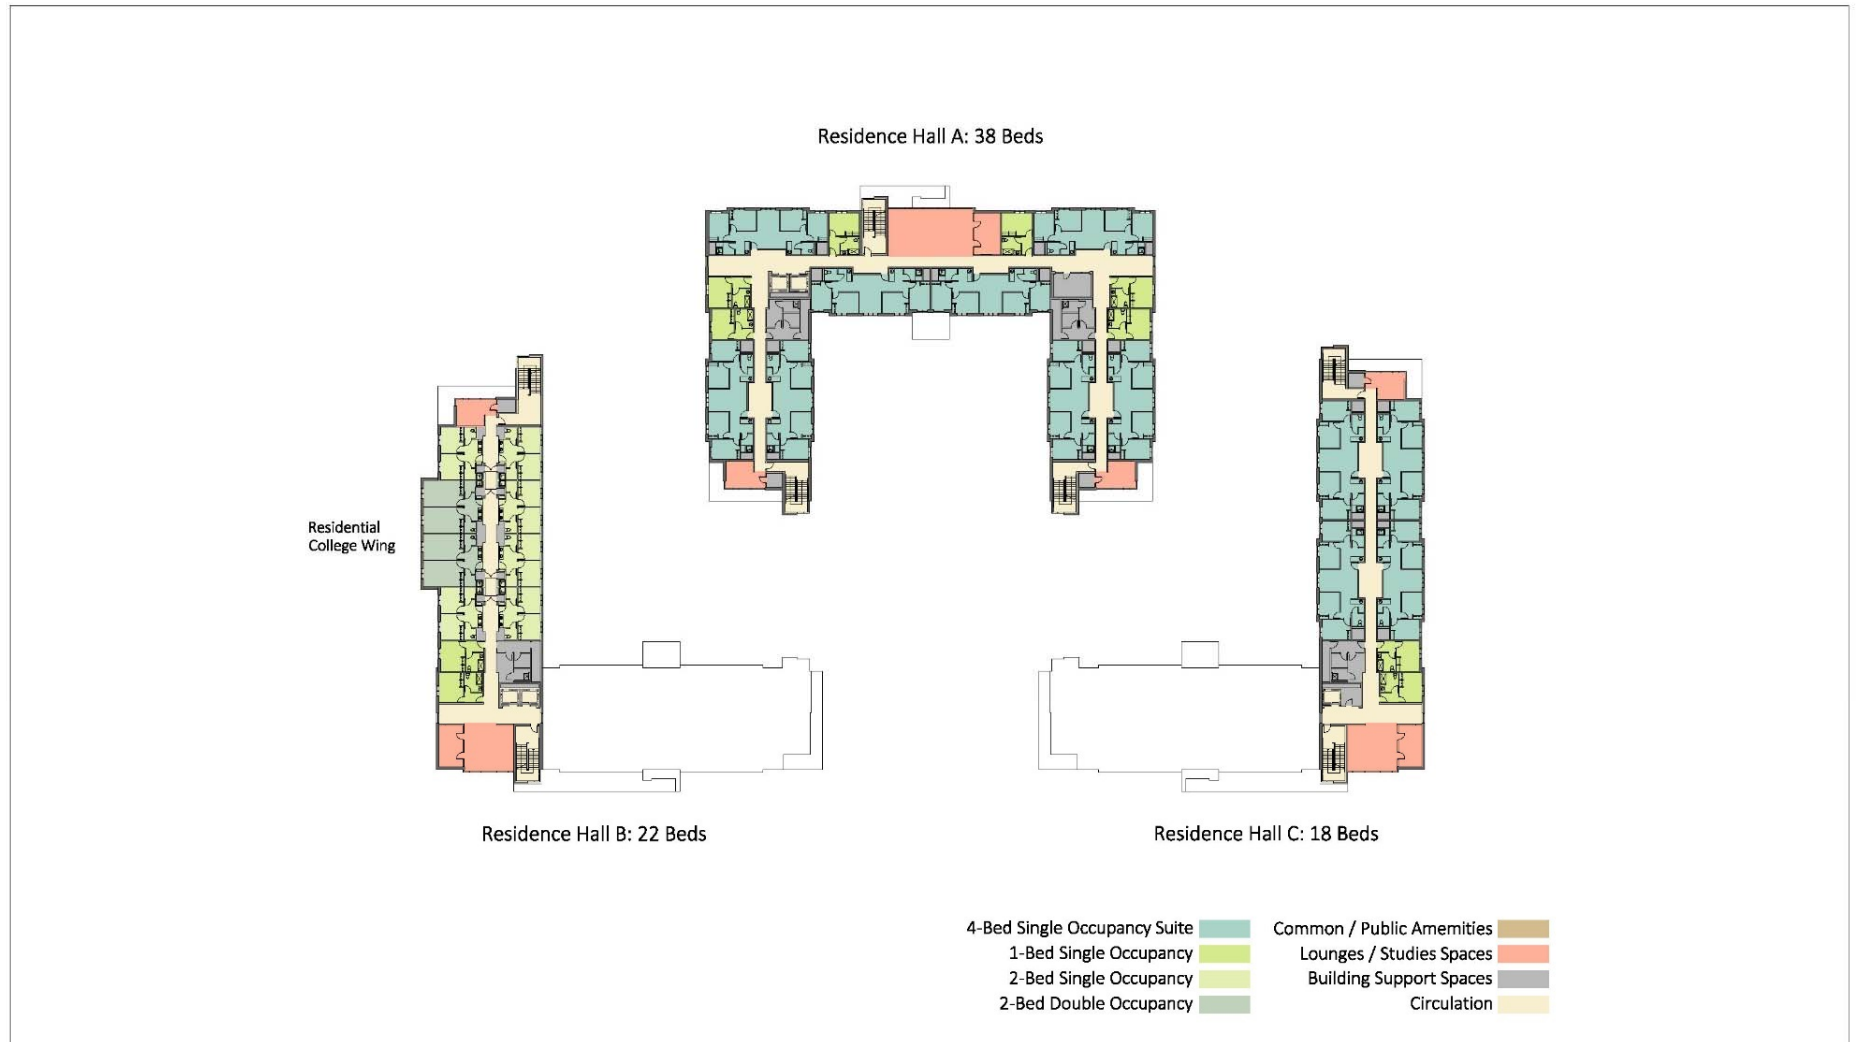 Residence Hall A: 38 Beds
Residential
College Wing
Residence Hall B: 22 Beds
Residence Hall C: 18 Beds
4-Bed Single Occupancy Suite
1-Bed Single Occupancy
2-Bed Single Occupancy
2-Bed Double Occupancy
Common / Public Amemities
Lounges / Studies Spaces
Building Support Spaces
Circulation